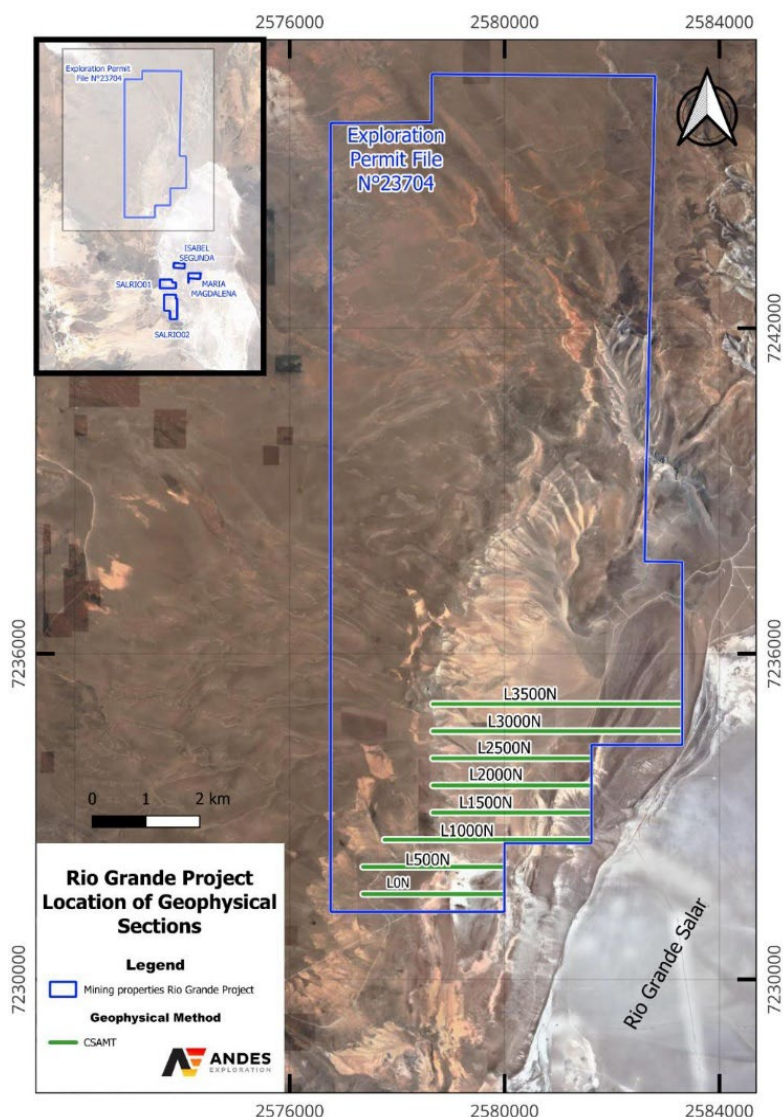 2576000
2580000
2584000
Exploration Permit
File N°23704
ISABEL
SEGUNDA
SALRIO01
MARIA
MAGDALENA
SALRIO02
Exploration
Permit File
N°23704
7242000
7242000
7236000
7236000
L3500N
L3000N
L2500N
L2000N
L1500N
L1000N
L500N
L0N
0 1 2 km
Rio Grande Project
Location of Geophysical
Sections
Legend
Mining properties Rio Grande Project
Geophysical Method
CSAMT
ANDES
EXPLORATION
Rio Grande Salar
7230000
7230000
2576000
2580000
2584000